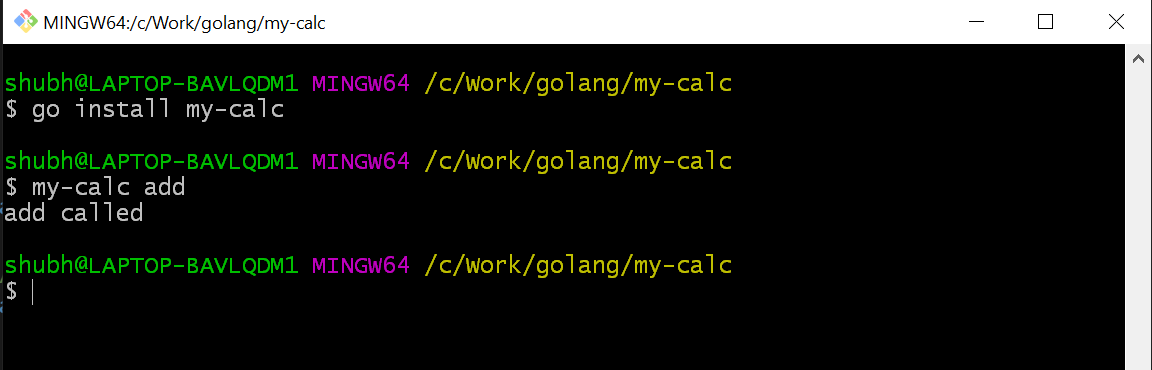 MINGW64:/c/Work/golang/my-calc
shubh@LAPTOP-BAVLQDM1 MINGW64 /c/Work/golang/my-calc
$ go install my-calc
shubh@LAPTOP-BAVLQDM1 MINGW64 /c/Work/golang/my-calc
$ my-calc add
add called
shubh@LAPTOP-BAVLQDM1 MINGW64 /c/Work/golang/my-calc
$